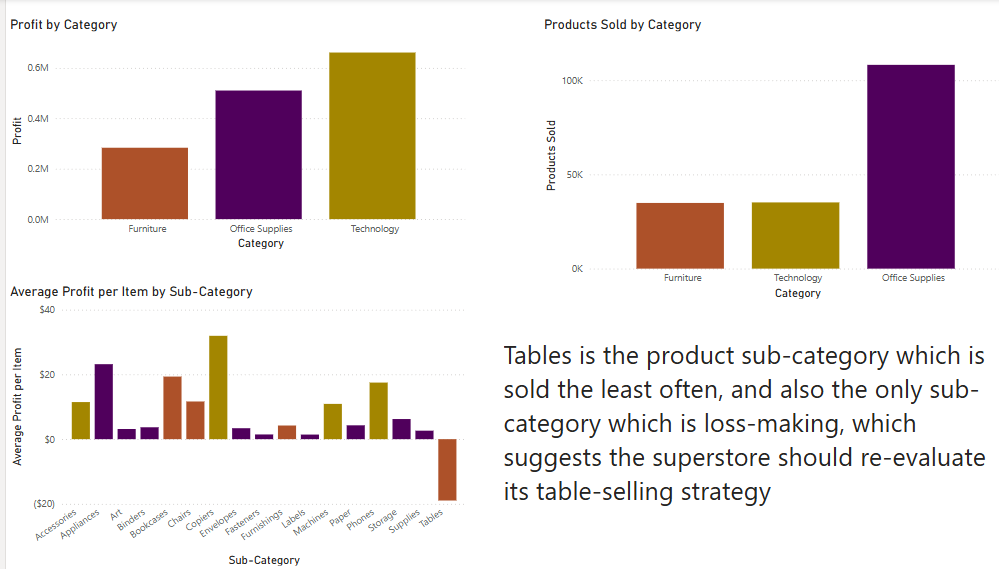 Profit by Category
0.6M
0.4M
0.2M
0.0M
Profit
Furniture
Office Supplies
Technology
Category
Products Sold by Category
100K
50K
0K
Products Sold
Furniture
Technology
Office Supplies
Category
Average Profit per Item by Sub-Category
$40
$20
$0
($20)
Average Profit per Item
Accessories
Appliances
Art
Binders
Bookcases
Chairs
Copiers
Envelopes
Fasteners
Furnishings
Labels
Machines
Paper
Phones
Storage
Supplies
Tables
Sub-Category
Tables is the product sub-category which is
sold the least often, and also the only sub-
category which is loss-making, which
suggests the superstore should re-evaluate
its table-selling strategy